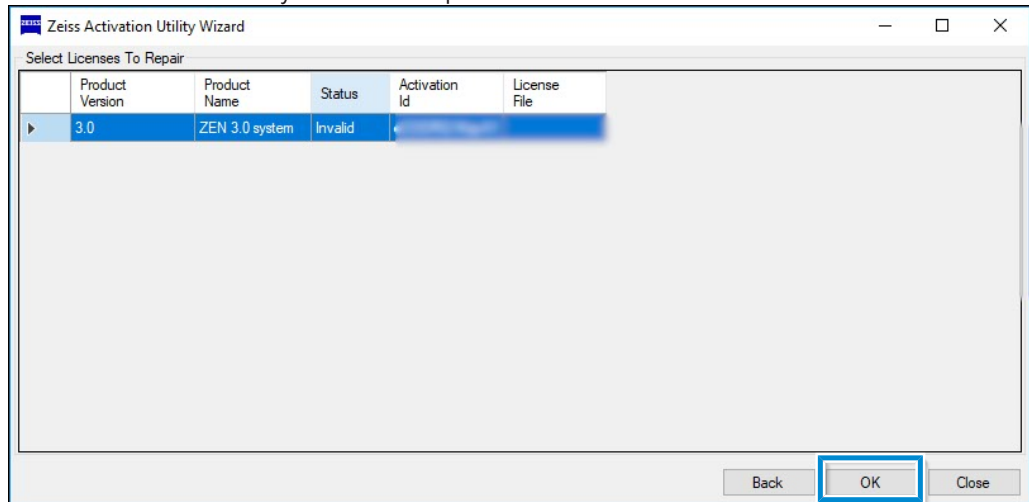 Zeiss Activation Utility Wizard
Select Licenses To Repair
Product Version Product Name Status Activation Id License File
3.0 ZEN 3.0 system Invalid
Back OK Close